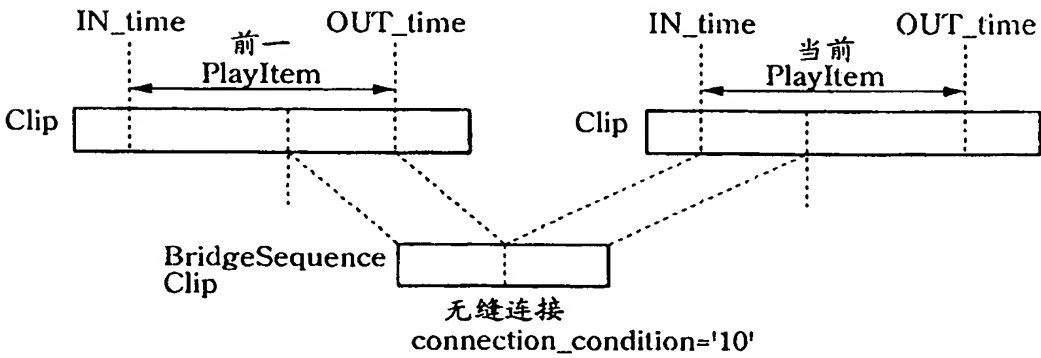 IN_time OUT_time IN_time OUT_time
前一 当前
PlayItem PlayItem
Clip Clip
BridgeSequence
Clip
无缝连接
connection_condition='10'